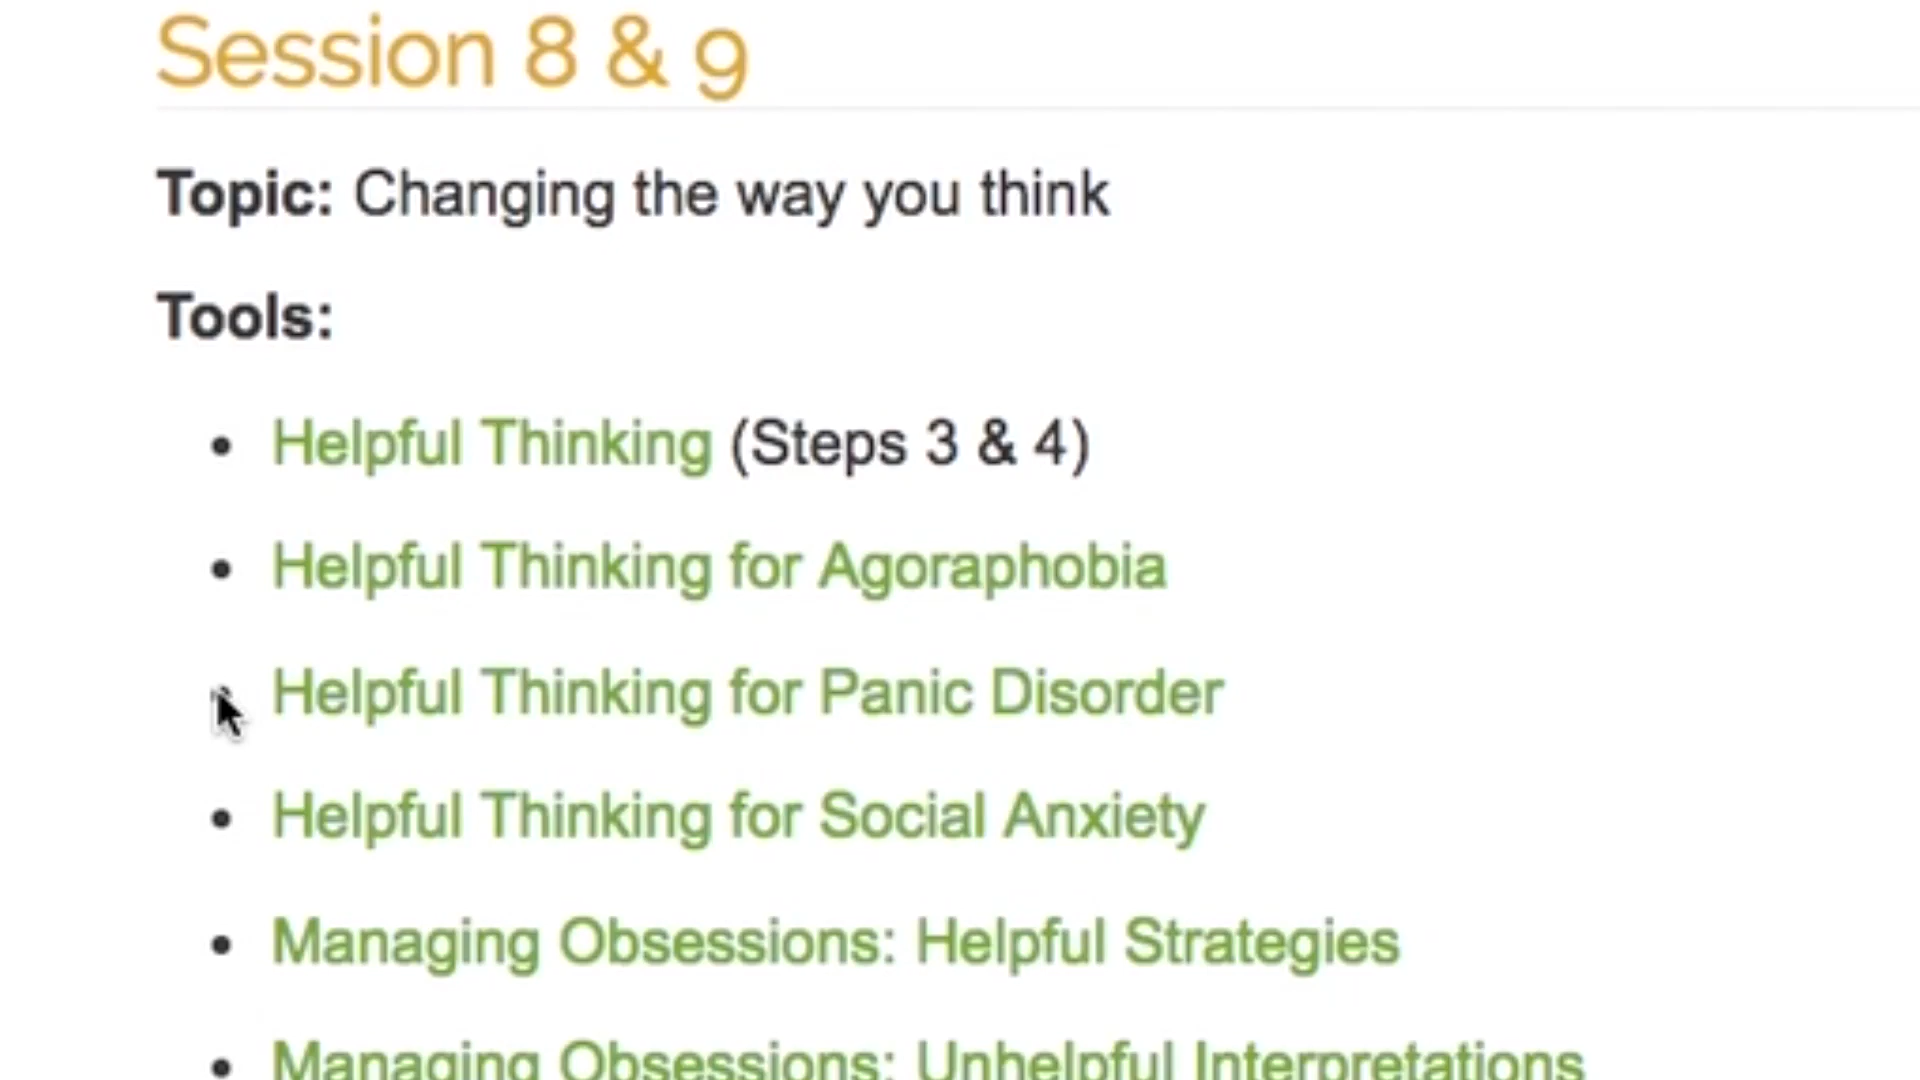 Session 8 & 9
Topic: Changing the way you think
Tools:
Helpful Thinking (Steps 3 & 4)
Helpful Thinking for Agoraphobia
Helpful Thinking for Panic Disorder
Helpful Thinking for Social Anxiety
Managing Obsessions: Helpful Strategies
Managing Obsessions: Unhelpful Interpretations